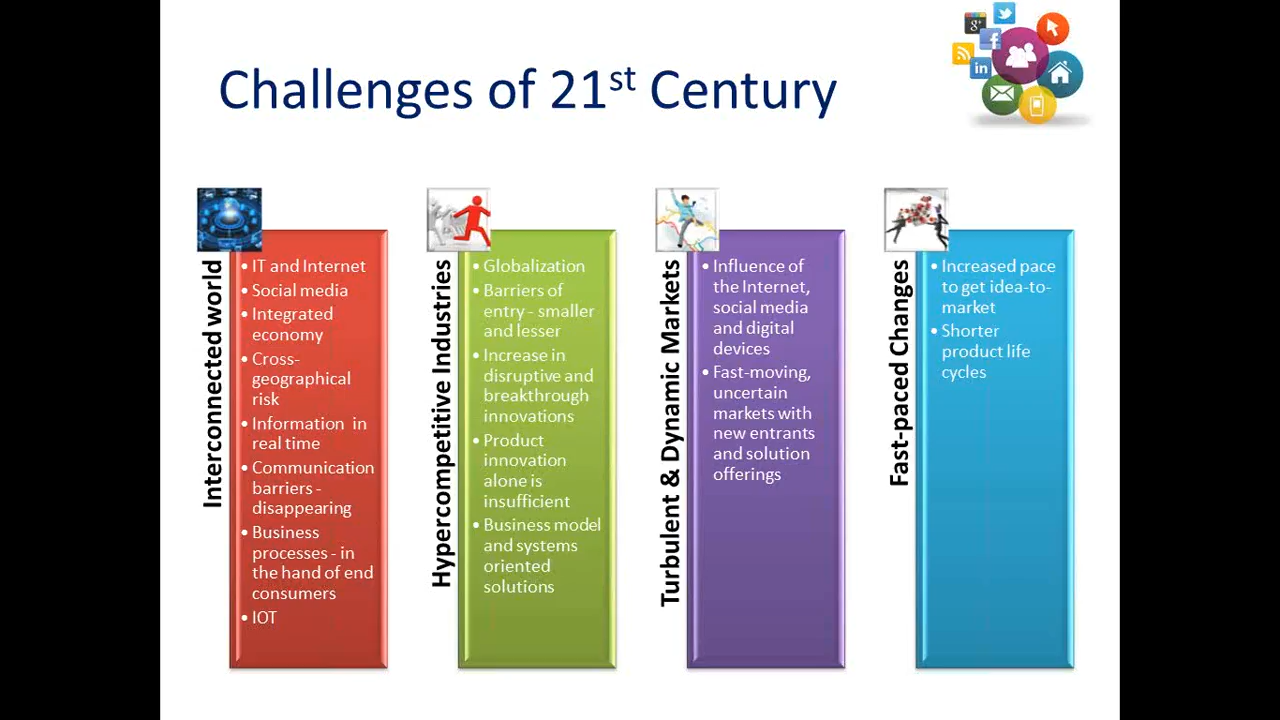 Challenges of 21st Century
Interconnected world
• IT and Internet
• Social media
• Integrated
economy
• Cross-
geographical
risk
• Information in
real time
• Communication
barriers -
disappearing
• Business
processes - in
the hand of end
consumers
• IOT
Hypercompetitive Industries
• Globalization
• Barriers of
entry - smaller
and lesser
• Increase in
disruptive and
breakthrough
innovations
• Product
innovation
alone is
insufficient
• Business model
and systems
oriented
solutions
Turbulent & Dynamic Markets
• Influence of
the Internet,
social media
and digital
devices
• Fast-moving,
uncertain
markets with
new entrants
and solution
offerings
Fast-paced Changes
• Increased pace
to get idea-to-
market
• Shorter
product life
cycles